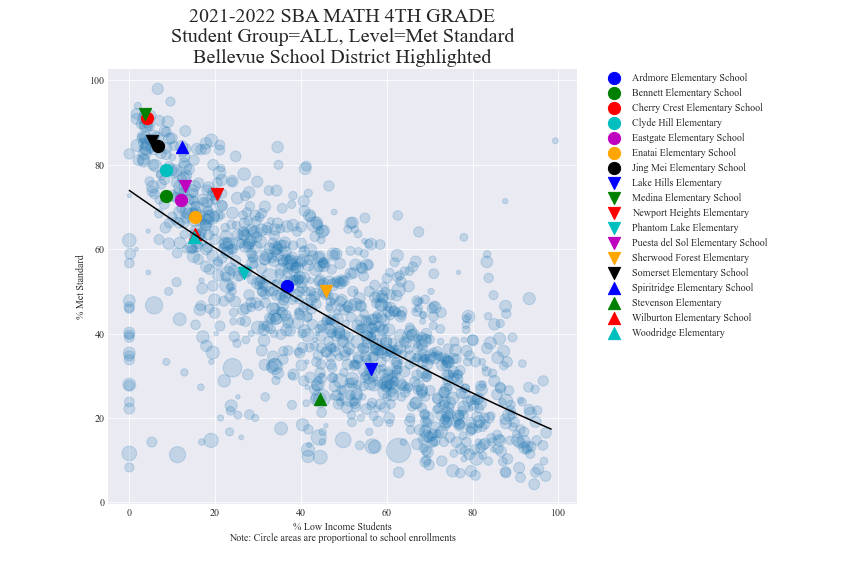 2021-2022 SBA MATH 4TH GRADE
Student Group=ALL, Level=Met Standard
Bellevue School District Highlighted
100
80
60
40
20
0
% Met Standard
0 20 40 60 80 100
% Low Income Students
Note: Circle areas are proportional to school enrollments
Ardmore Elementary School
Bennett Elementary School
Cherry Crest Elementary School
Clyde Hill Elementary
Eastgate Elementary School
Enatai Elementary School
Jing Mei Elementary School
Lake Hills Elementary
Medina Elementary School
Newport Heights Elementary
Phantom Lake Elementary
Puesta del Sol Elementary School
Sherwood Forest Elementary
Somerset Elementary School
Spiritridge Elementary School
Stevenson Elementary
Wilburton Elementary School
Woodridge Elementary